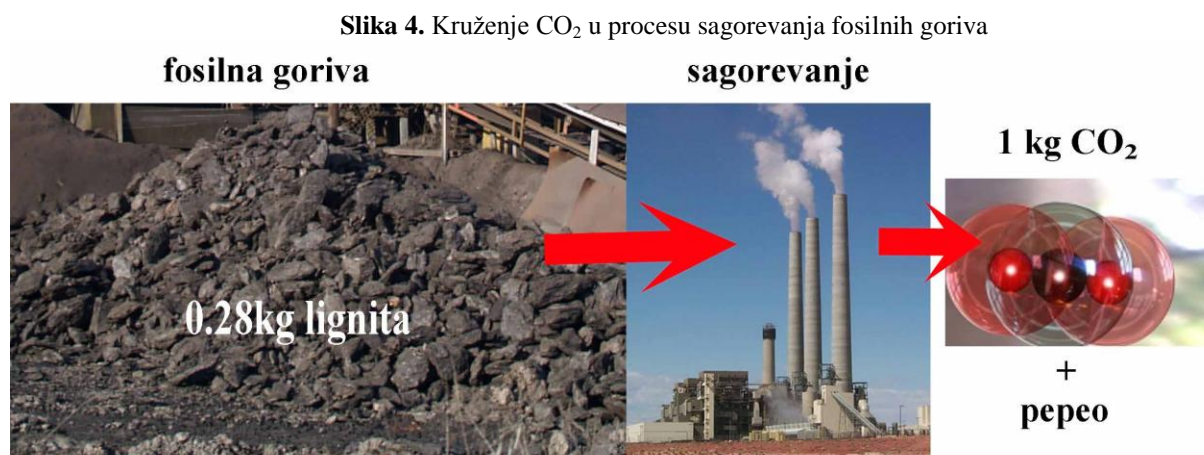 Slika 4. Kruženje CO₂ u procesu sagorevanja fosilnih goriva
fosilna goriva
sagorevanje
0.28kg lignita
1 kg CO₂
+
pepeo